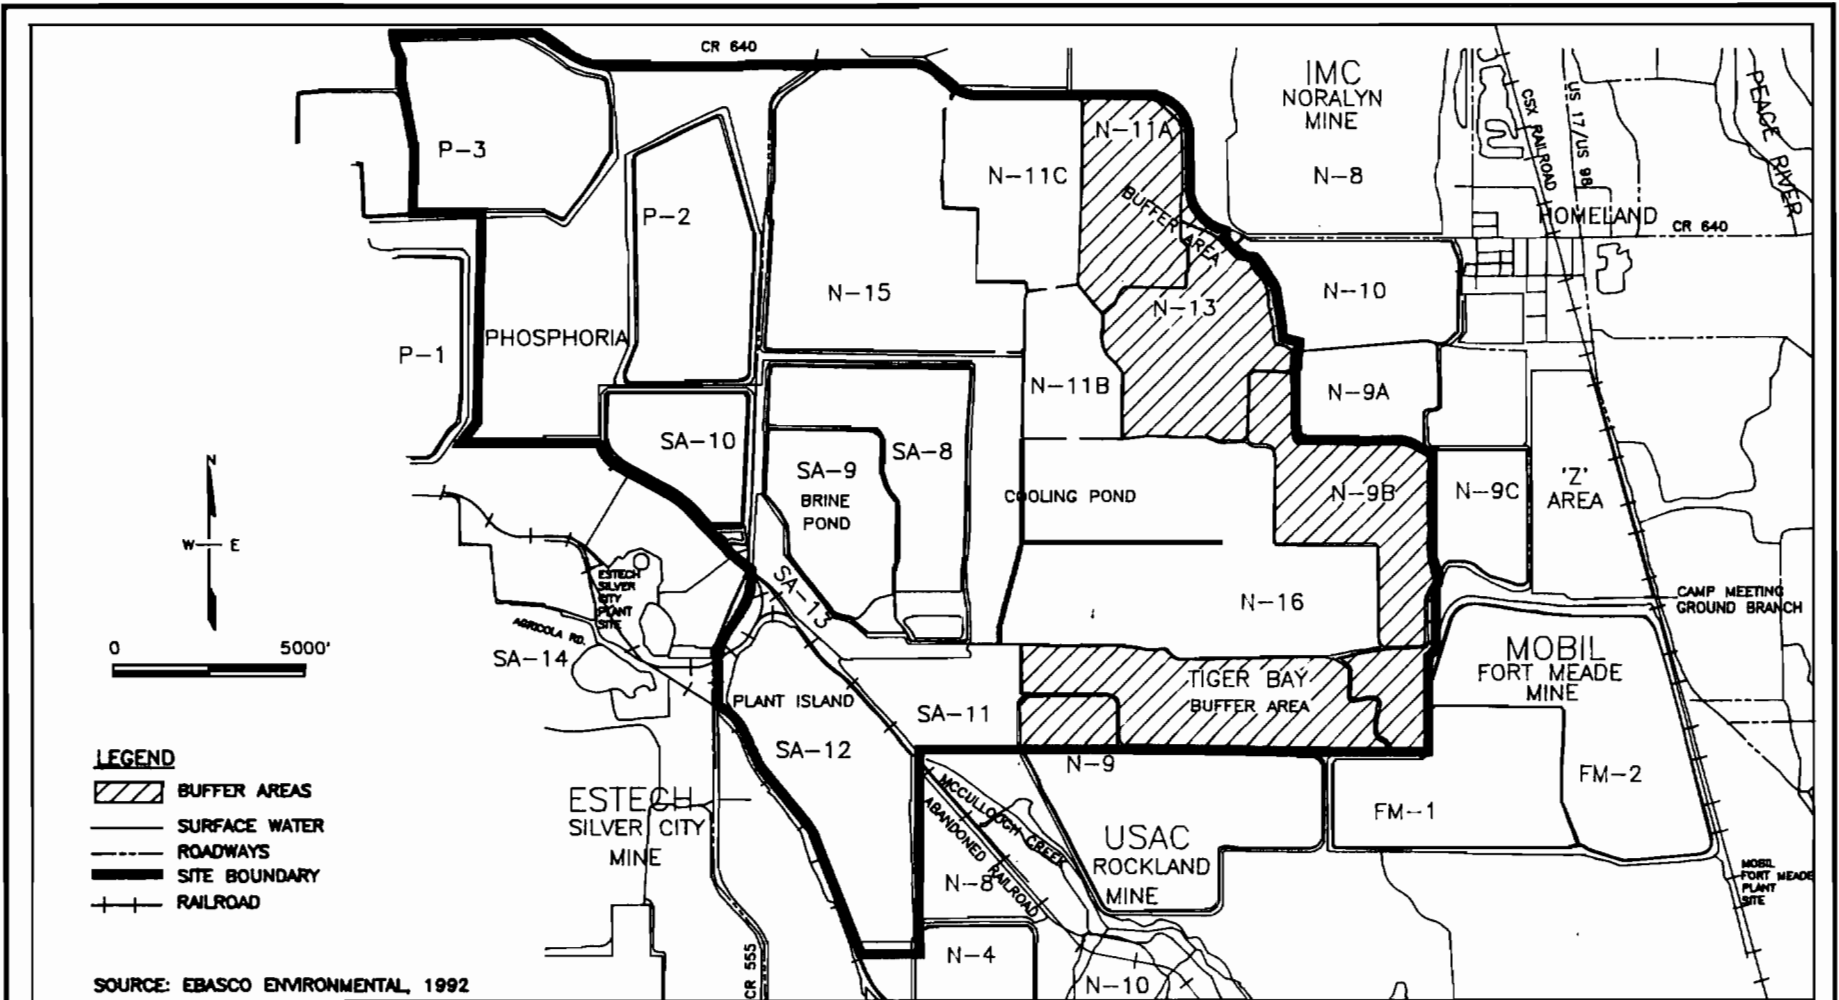 CR 640
IMC
NORALYN
MINE
N-8
CSX RAILROAD
US 17/US 98
PEACE RIVER
HOMELAND
CR 640
P-3
P-2
N-11C
N-11A
BUFFER AREA
N-13
N-15
N-10
PHOSPHORIA
P-1
N-11B
N-9A
SA-10
SA-8
SA-9
BRINE
POND
COOLING POND
N-9B
N-9C
'Z'
AREA
N
W
E
ESTECH
SILVER
CITY
PLANT
SITE
AGRICOLA RD.
SA-13
N-16
CAMP MEETING
GROUND BRANCH
0
5000'
SA-14
PLANT ISLAND
SA-11
TIGER BAY
BUFFER AREA
MOBIL
FORT MEADE
MINE
SA-12
N-9
FM-2
FM-1
LEGEND
BUFFER AREAS
SURFACE WATER
ROADWAYS
SITE BOUNDARY
RAILROAD
ESTECH
SILVER CITY
MINE
MCCULLOUGH CREEK
ABANDONED RAILROAD
USAC
ROCKLAND
MINE
N-8
MOBIL
FORT MEADE
PLANT
SITE
N-4
N-10
CR 555
SOURCE: EBASCO ENVIRONMENTAL, 1992